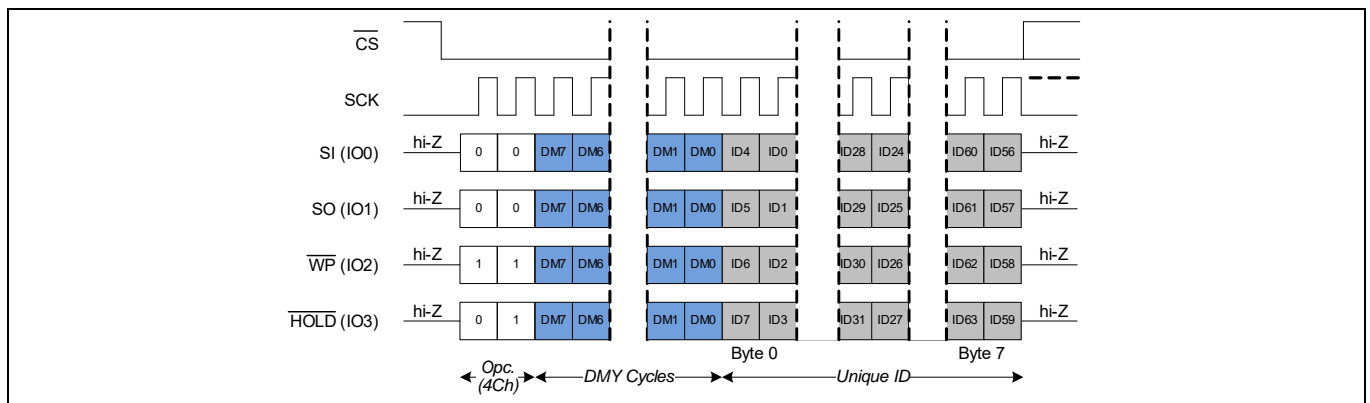 CS
SCK
SI (IO0) hi-Z 0 0 DM7 DM6 DM1 DM0 ID4 ID0 ID28 ID24 ID60 ID56 hi-Z
SO (IO1) hi-Z 0 0 DM7 DM6 DM1 DM0 ID5 ID1 ID29 ID25 ID61 ID57 hi-Z
WP (IO2) hi-Z 1 1 DM7 DM6 DM1 DM0 ID6 ID2 ID30 ID26 ID62 ID58 hi-Z
HOLD (IO3) hi-Z 0 1 DM7 DM6 DM1 DM0 ID7 ID3 ID31 ID27 ID63 ID59 hi-Z
Byte 0 Byte 7
Opc. DMY Cycles Unique ID
(4Ch)